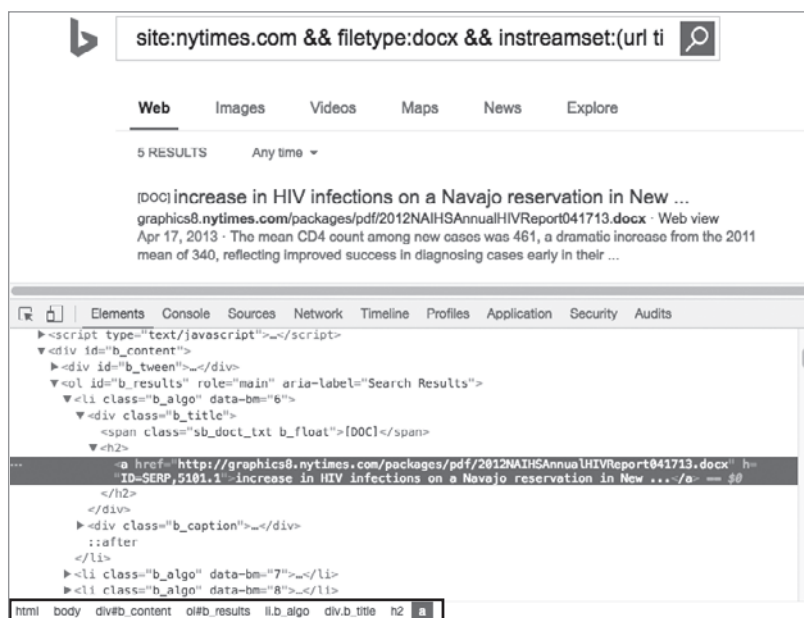 site:nytimes.com && filetype:docx && instreamset:(url ti
Web Images Videos Maps News Explore
5 RESULTS Any time
[DOC] increase in HIV infections on a Navajo reservation in New ...
graphics8.nytimes.com/packages/pdf/2012NAIHSAnnualHIVReport041713.docx · Web view
Apr 17, 2013 · The mean CD4 count among new cases was 461, a dramatic increase from the 2011
mean of 340, reflecting improved success in diagnosing cases early in their ...
Elements Console Sources Network Timeline Profiles Application Security Audits
▶<script type="text/javascript">…</script>
▼<div id="b_content">
▶<div id="b_tween">…</div>
▼<ol id="b_results" role="main" aria-label="Search Results">
▼<li class="b_algo" data-bm="6">
▼<div class="b_title">
<span class="sb_doct_txt b_float">[DOC]</span>
▼<h2>
… <a href="http://graphics8.nytimes.com/packages/pdf/2012NAIHSAnnualHIVReport041713.docx" h=
"ID=SERP,5101.1">increase in HIV infections on a Navajo reservation in New ...</a> == $0
</h2>
</div>
▶<div class="b_caption">…</div>
::after
</li>
▶<li class="b_algo" data-bm="7">…</li>
▶<li class="b_algo" data-bm="8">…</li>
html body div#b_content ol#b_results li.b_algo div.b_title h2 a